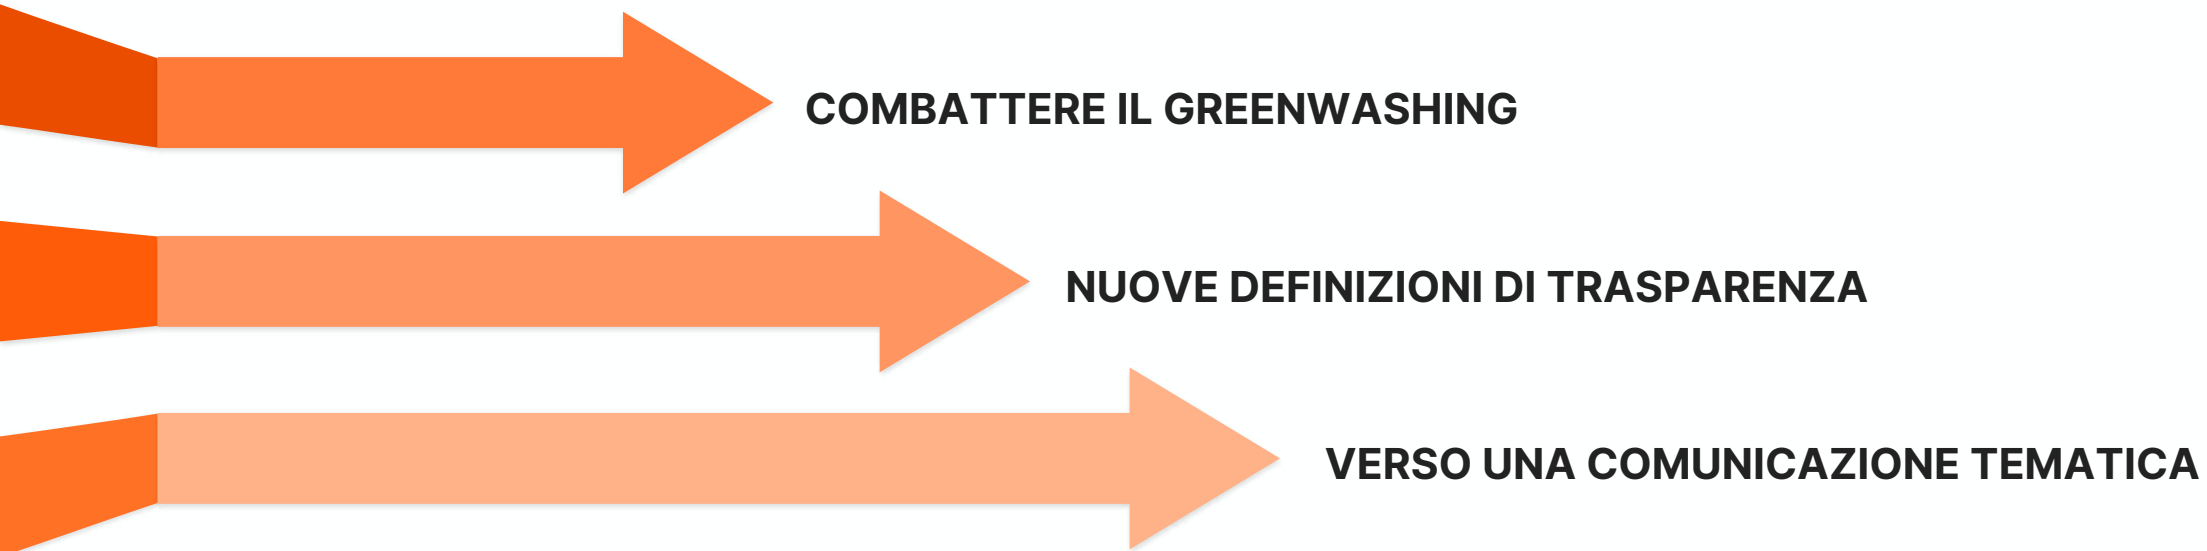 COMBATTERE IL GREENWASHING
NUOVE DEFINIZIONI DI TRASPARENZA
VERSO UNA COMUNICAZIONE TEMATICA